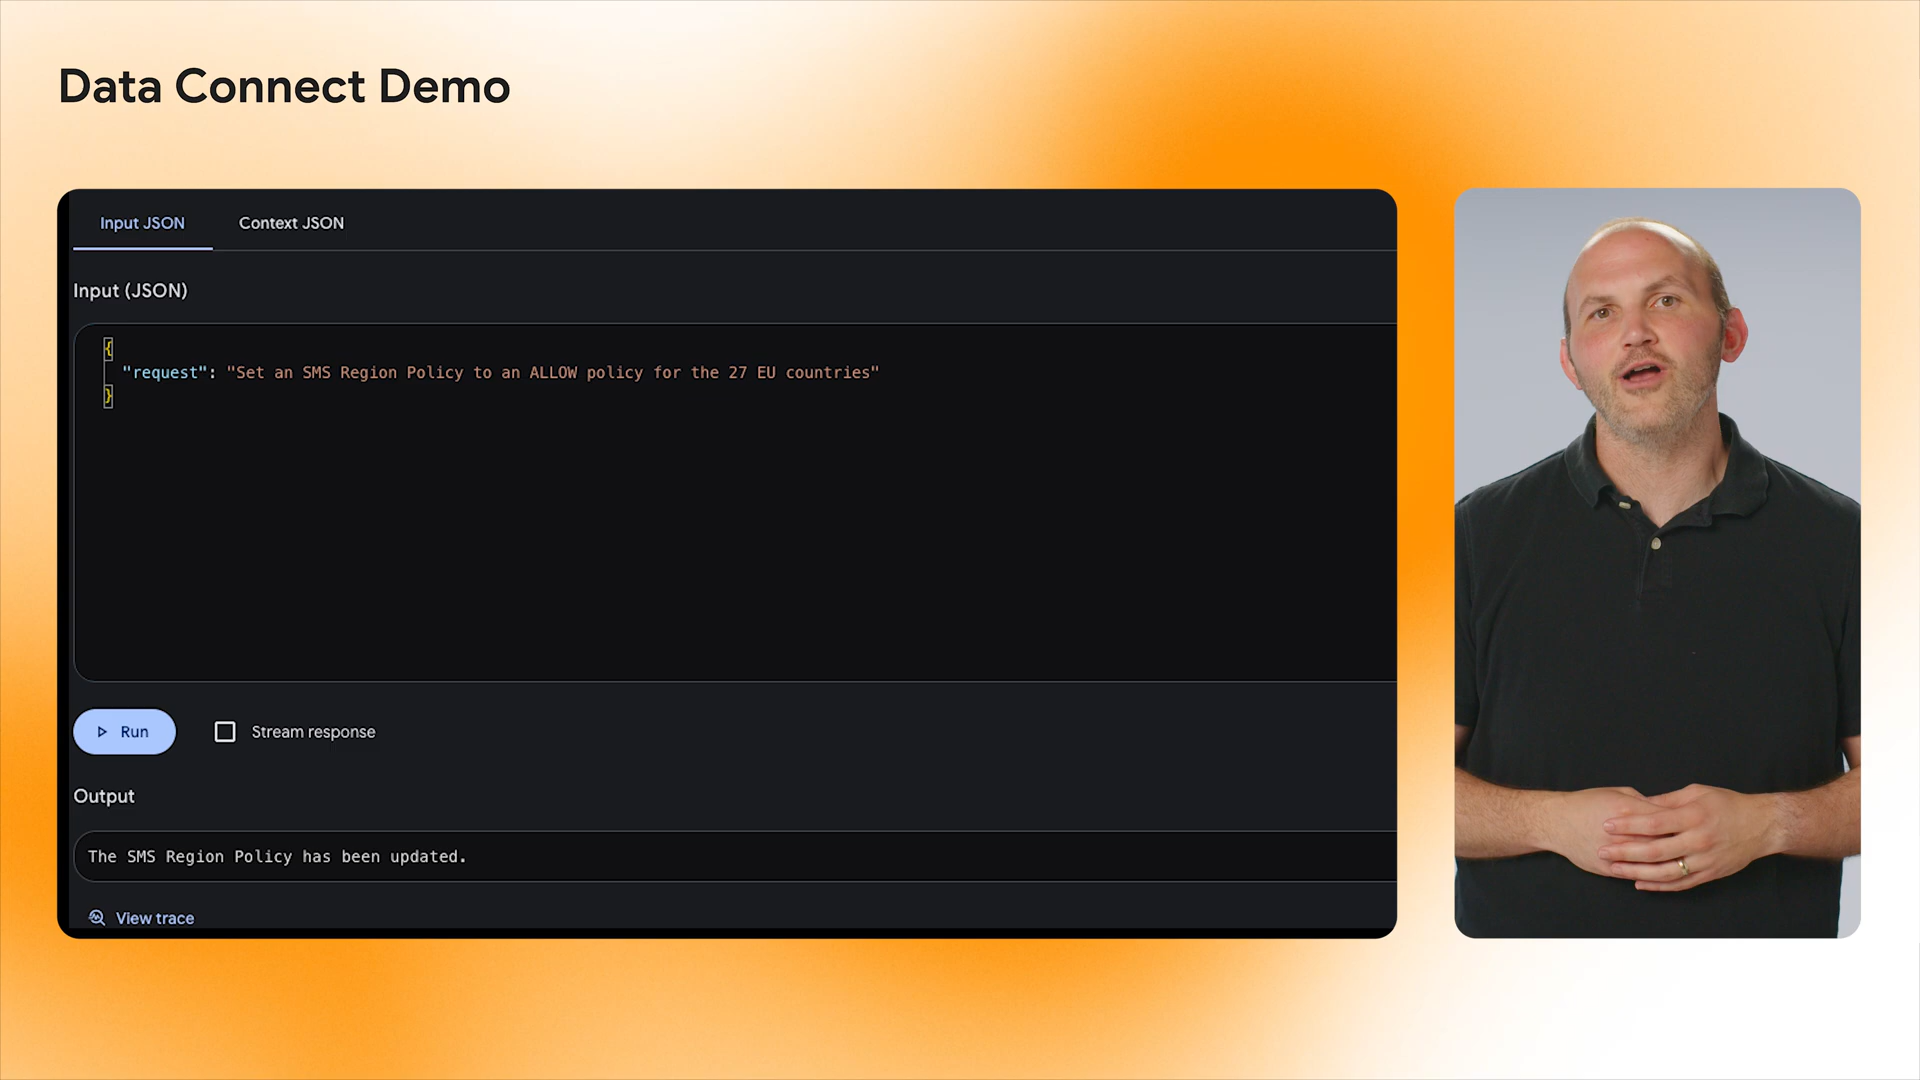 Data Connect Demo
Input JSON
Context JSON
Input (JSON)
{
"request": "Set an SMS Region Policy to an ALLOW policy for the 27 EU countries"
}
Run
Stream response
Output
The SMS Region Policy has been updated.
View trace